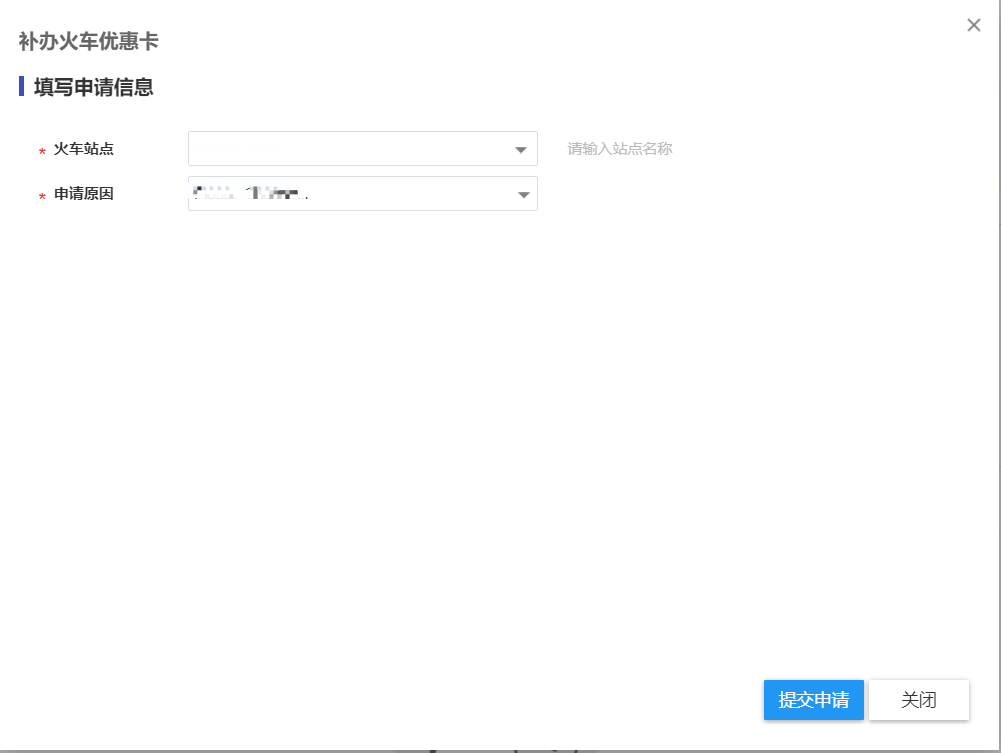 补办火车优惠卡
填写申请信息
* 火车站点 请输入站点名称
* 申请原因
提交申请 关闭